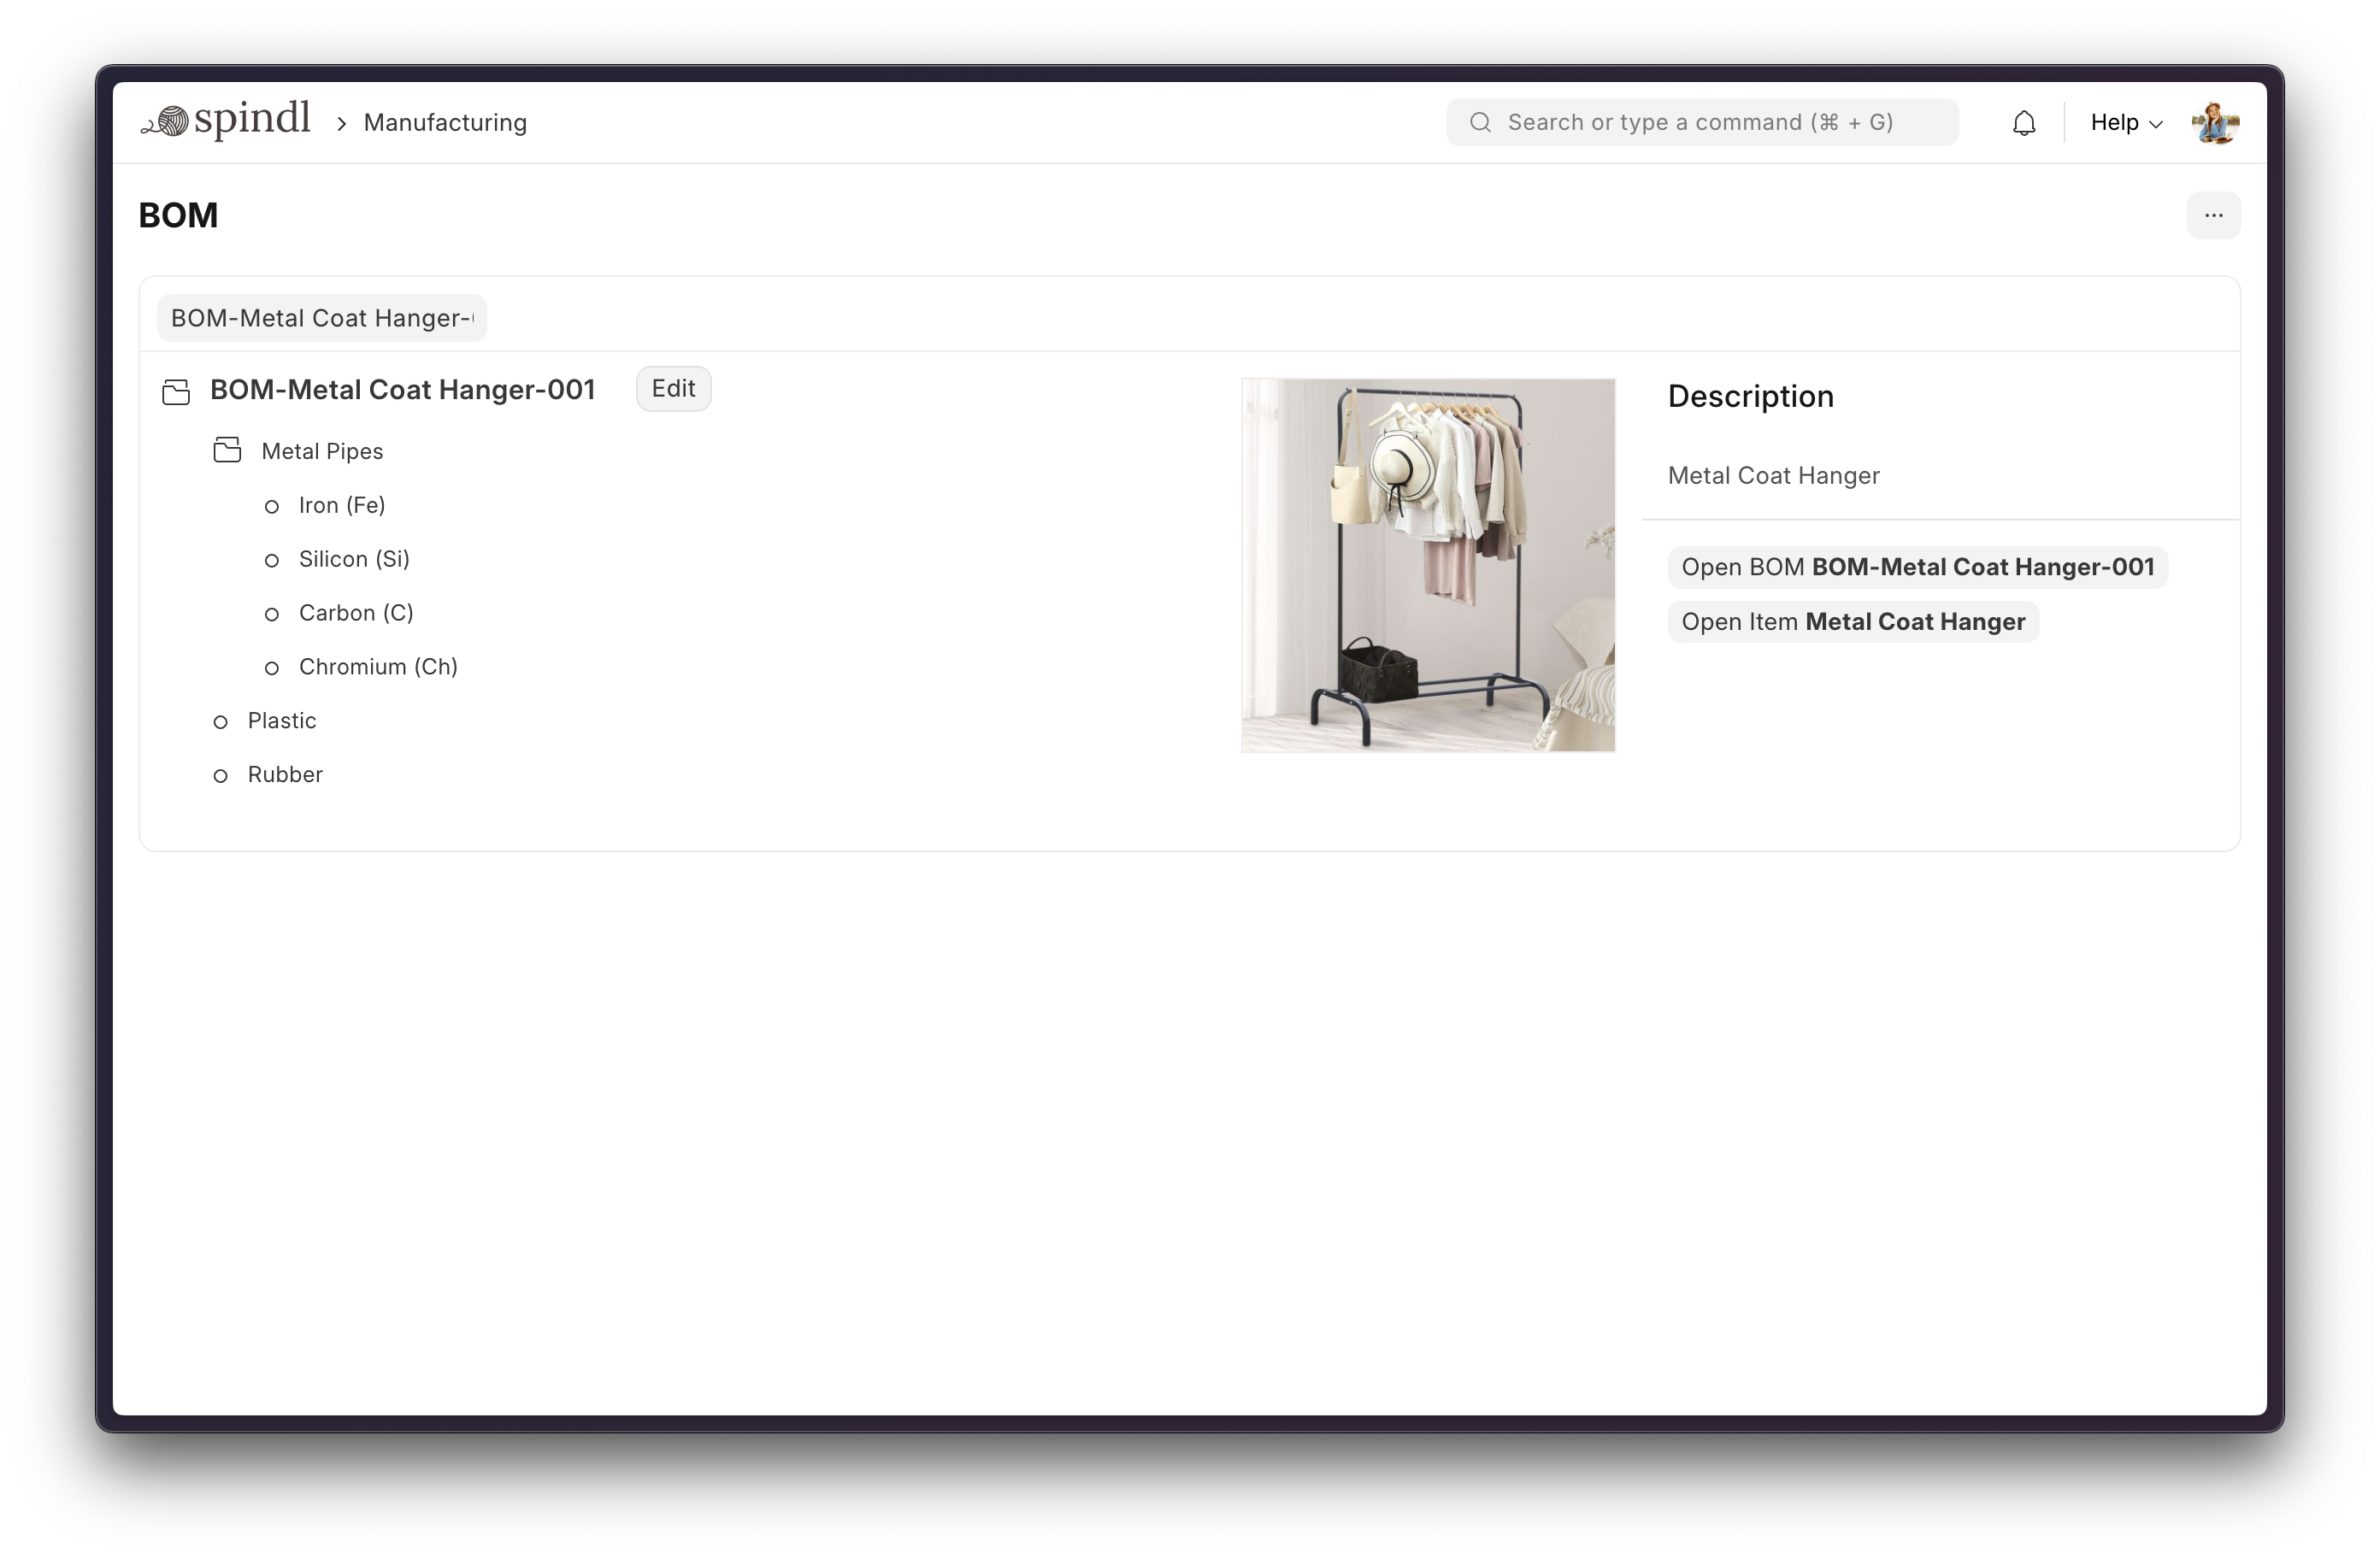 spindl
Manufacturing
Search or type a command (⌘ + G)
Help
BOM
...
BOM-Metal Coat Hanger-
BOM-Metal Coat Hanger-001
Edit
Metal Pipes
Iron (Fe)
Silicon (Si)
Carbon (C)
Chromium (Ch)
Plastic
Rubber
Description
Metal Coat Hanger
Open BOM BOM-Metal Coat Hanger-001
Open Item Metal Coat Hanger